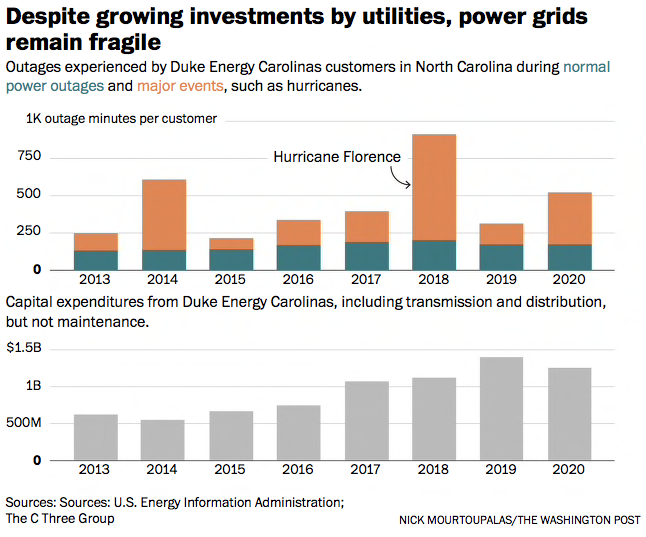 Despite growing investments by utilities, power grids
remain fragile
Outages experienced by Duke Energy Carolinas customers in North Carolina during normal
power outages and major events, such as hurricanes.
1K outage minutes per customer
750
Hurricane Florence
500
250
0
2013 2014 2015 2016 2017 2018 2019 2020
Capital expenditures from Duke Energy Carolinas, including transmission and distribution,
but not maintenance.
$1.5B
1B
500M
0
2013 2014 2015 2016 2017 2018 2019 2020
Sources: Sources: U.S. Energy Information Administration;
The C Three Group
NICK MOURTOUPALAS/THE WASHINGTON POST